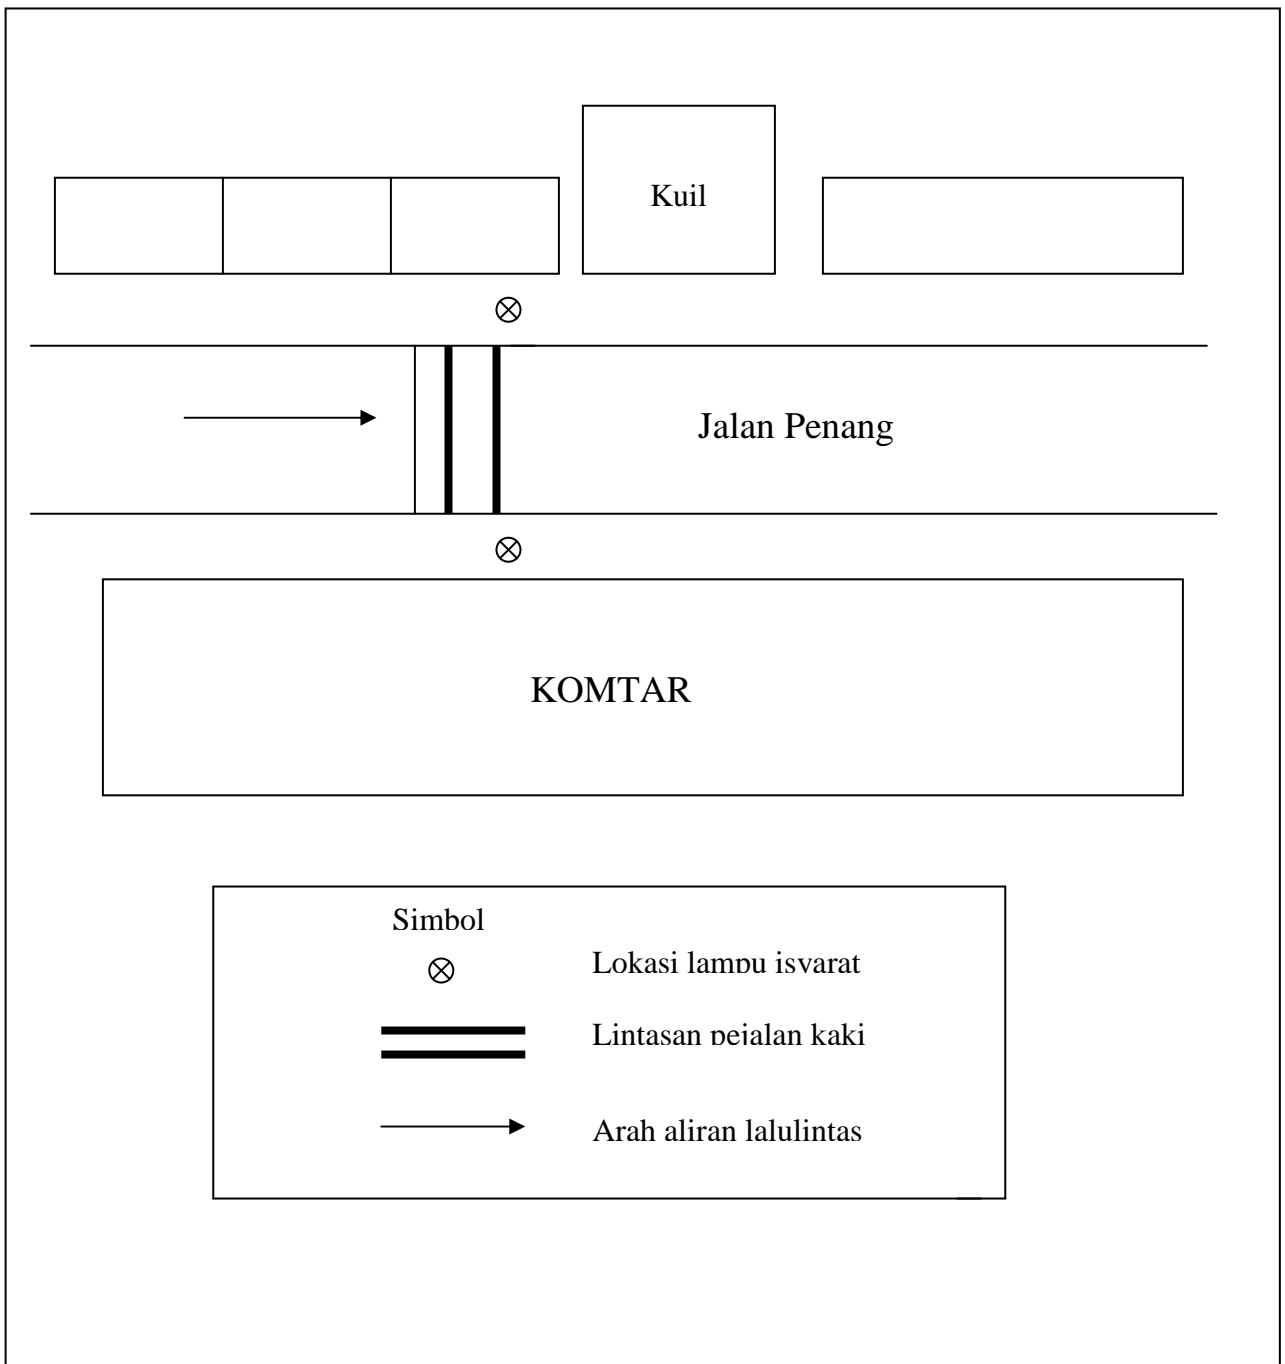 Kuil
Jalan Penang
KOMTAR
Simbol
Lokasi lampu isyarat
Lintasan pejalan kaki
Arah aliran lalulintas